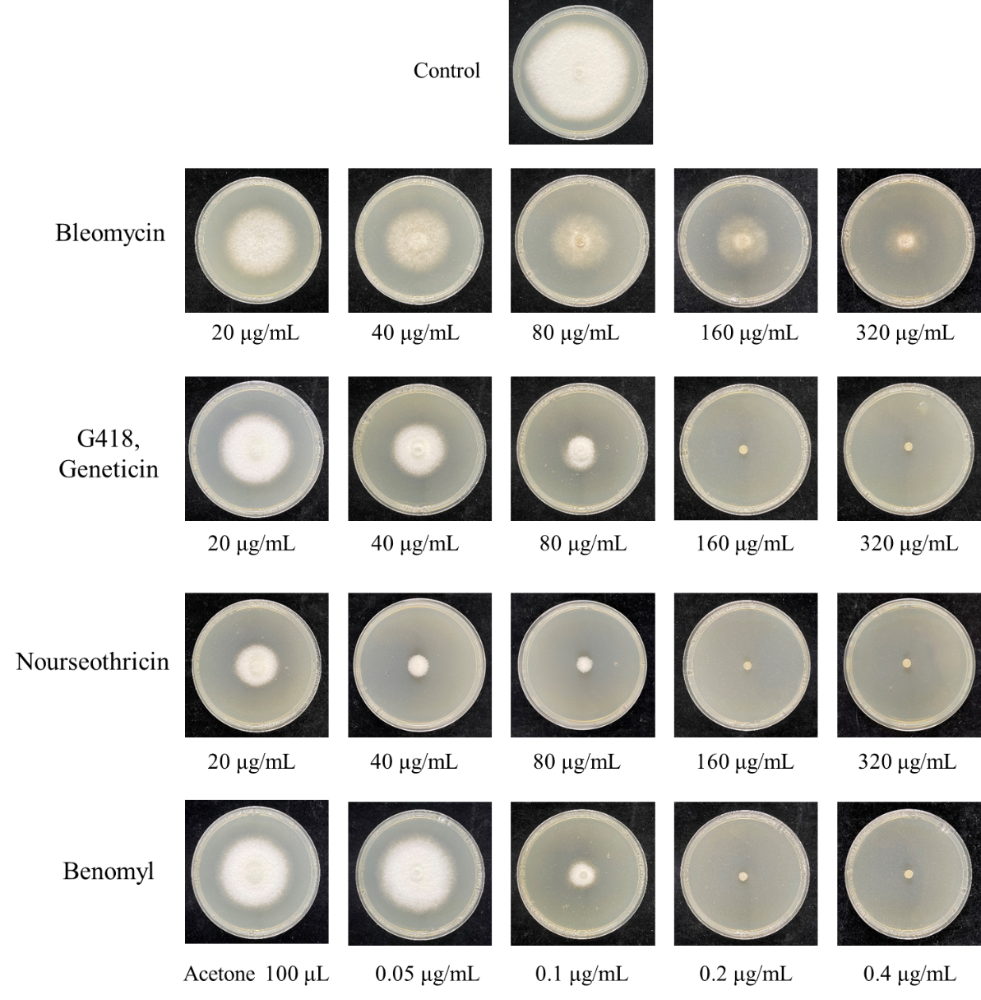 Control
Bleomycin
20 μg/mL
40 μg/mL
80 μg/mL
160 μg/mL
320 μg/mL
G418,
Geneticin
20 μg/mL
40 μg/mL
80 μg/mL
160 μg/mL
320 μg/mL
Nourseothricin
20 μg/mL
40 μg/mL
80 μg/mL
160 μg/mL
320 μg/mL
Benomyl
Acetone 100 μL
0.05 μg/mL
0.1 μg/mL
0.2 μg/mL
0.4 μg/mL